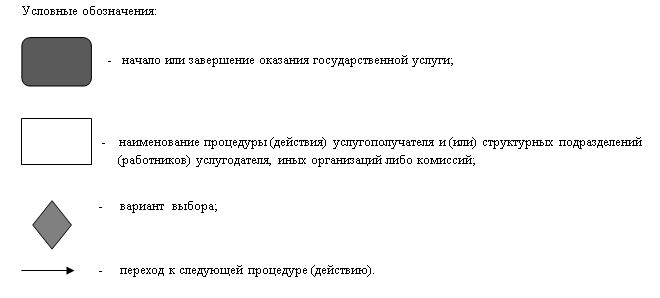 Условные обозначения:
- начало или завершение оказания государственной услуги;
- наименование процедуры (действия) услугополучателя и (или) структурных подразделений
(работников) услугодателя, иных организаций либо комиссий;
- вариант выбора;
- переход к следующей процедуре (действию).